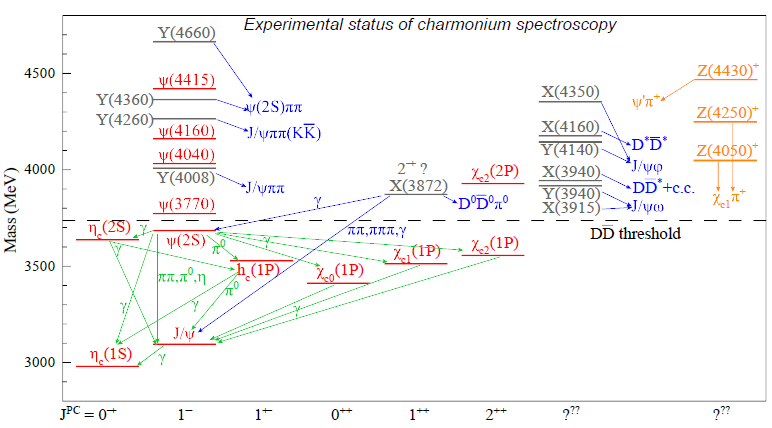 Experimental status of charmonium spectroscopy
Mass (MeV)
4500
4000
3500
3000
Y(4660)
ψ(4415)
Y(4360)
Y(4260)
ψ(4160)
ψ(4040)
Y(4008)
ψ(3770)
ψ(2S)ππ
J/ψππ(KK̅)
J/ψππ
2⁻⁺ ?
X(3872)
D⁰D̅⁰π⁰
χc2(2P)
X(4350)
X(4160)
Y(4140)
X(3940)
Y(3940)
X(3915)
D*D̅*
J/ψφ
DD̅*+c.c.
J/ψω
Z(4430)⁺
ψ'π⁺
Z(4250)⁺
Z(4050)⁺
χc1π⁺
DD̅ threshold
ηc(2S)
ψ(2S)
hc(1P)
χc0(1P)
χc1(1P)
χc2(1P)
γ
ππ,πππ,γ
γ
γ
π⁰
γ
γ
γ
ππ,π⁰,η
π⁰
γ
γ
γ
J/ψ
ηc(1S)
γ
Jᴾᶜ = 0⁻⁺
1⁻⁻
1⁺⁻
0⁺⁺
1⁺⁺
2⁺⁺
?^??
?^??